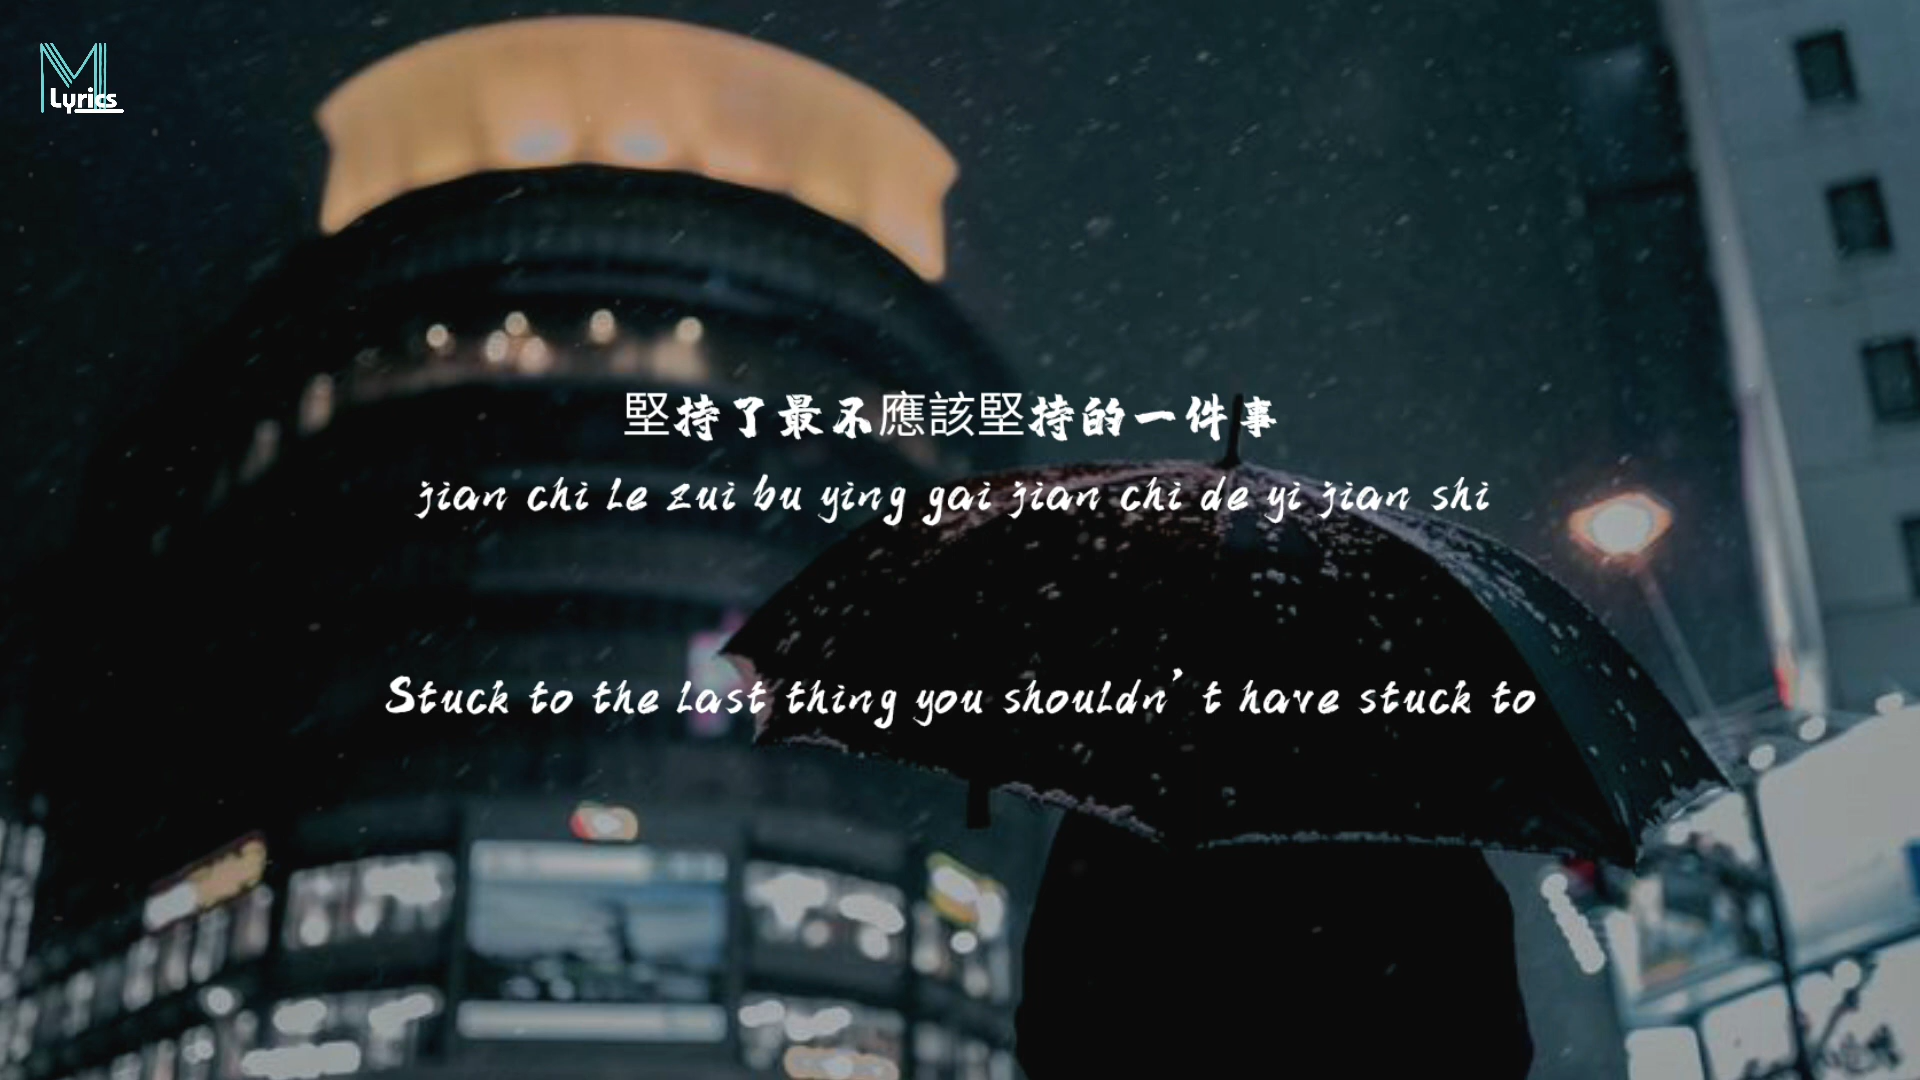 M
Lyrics
堅持了最不應該堅持的一件事
jian chi le zui bu ying gai jian chi de yi jian shi
Stuck to the last thing you shouldn't have stuck to